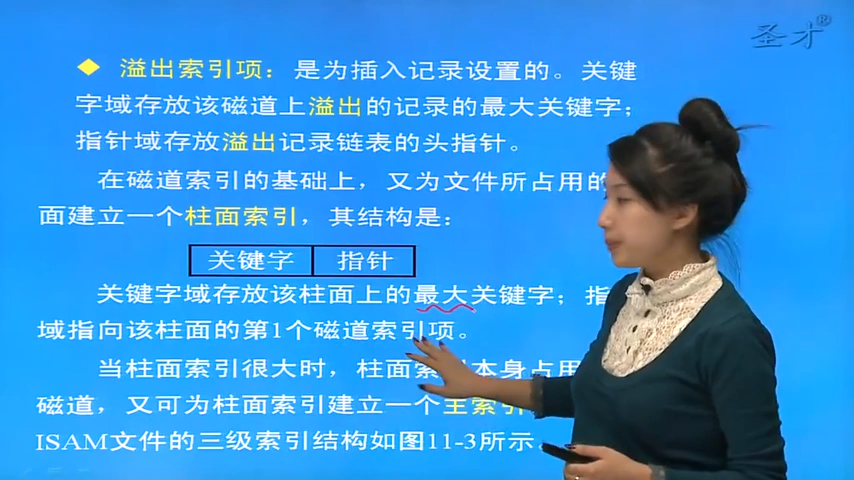 圣才®
◆ 溢出索引项：是为插入记录设置的。关键
字域存放该磁道上溢出的记录的最大关键字；
指针域存放溢出记录链表的头指针。
在磁道索引的基础上，又为文件所占用的
面建立一个柱面索引，其结构是：
关键字 指针
关键字域存放该柱面上的最大关键字；指
域指向该柱面的第1个磁道索引项。
当柱面索引很大时，柱面索 本身占用
磁道，又可为柱面索引建立一个主索引
ISAM文件的三级索引结构如图11-3所示